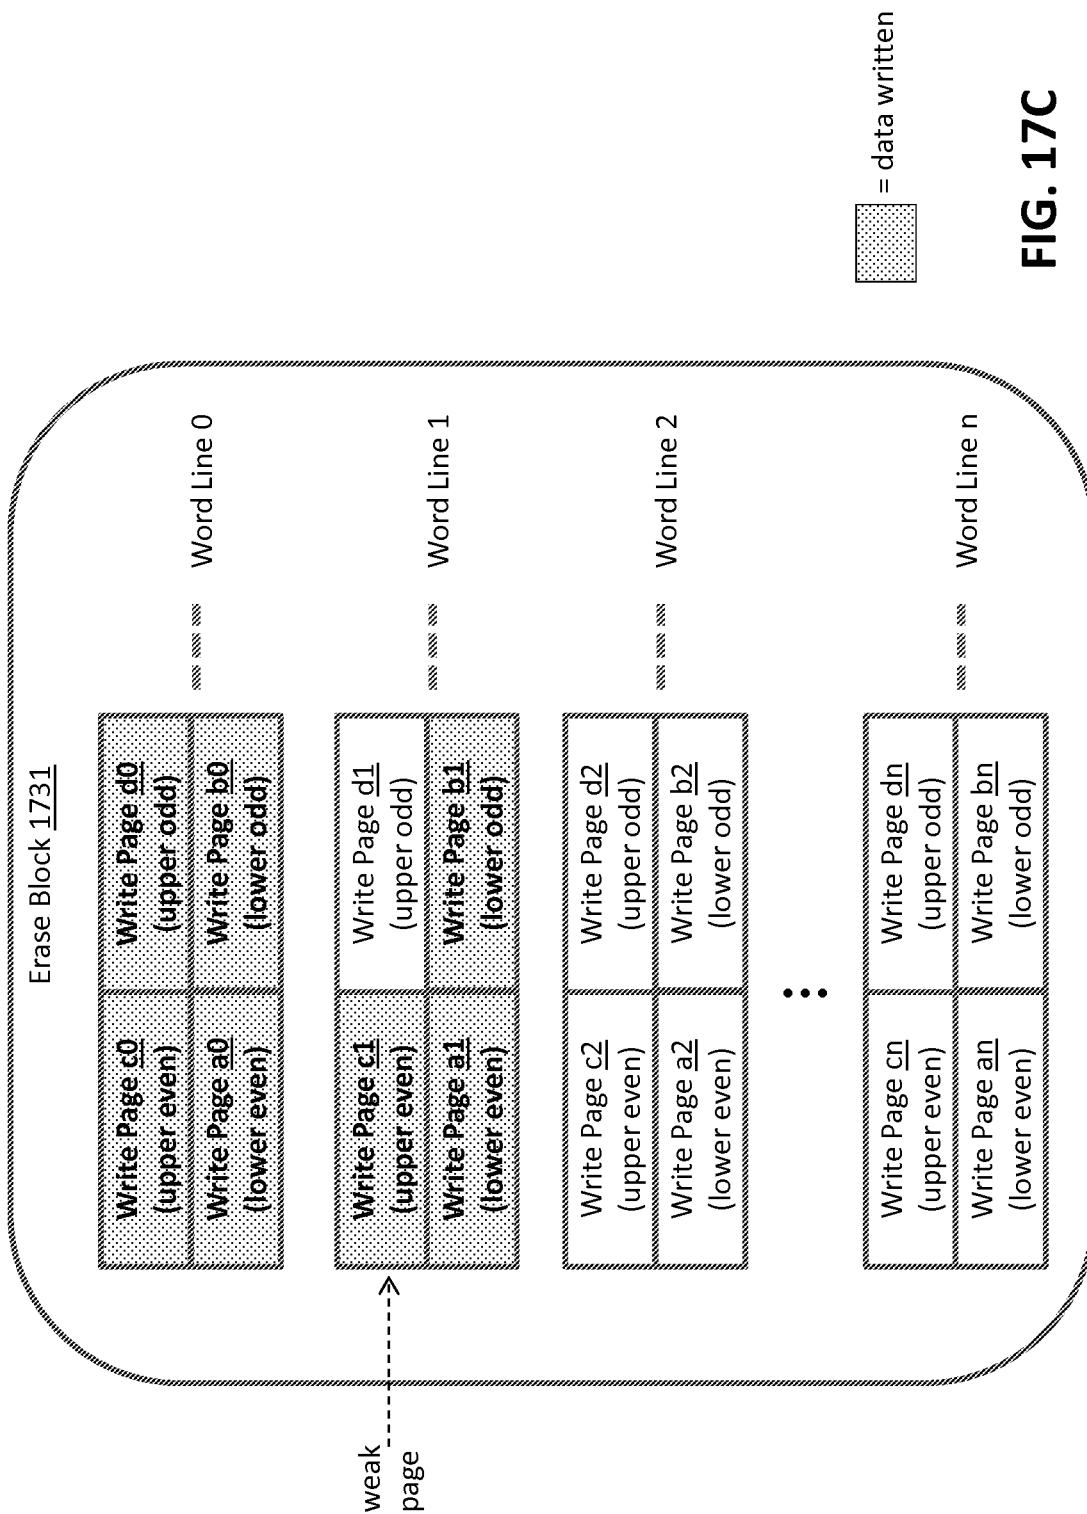 Erase Block 1731
Write Page c0
(upper even)
Write Page d0
(upper odd)
Write Page a0
(lower even)
Write Page b0
(lower odd)
Word Line 0
weak
page
Write Page c1
(upper even)
Write Page d1
(upper odd)
Write Page a1
(lower even)
Write Page b1
(lower odd)
Word Line 1
Write Page c2
(upper even)
Write Page d2
(upper odd)
Write Page a2
(lower even)
Write Page b2
(lower odd)
Word Line 2
Write Page cn
(upper even)
Write Page dn
(upper odd)
Write Page an
(lower even)
Write Page bn
(lower odd)
Word Line n
= data written
FIG. 17C